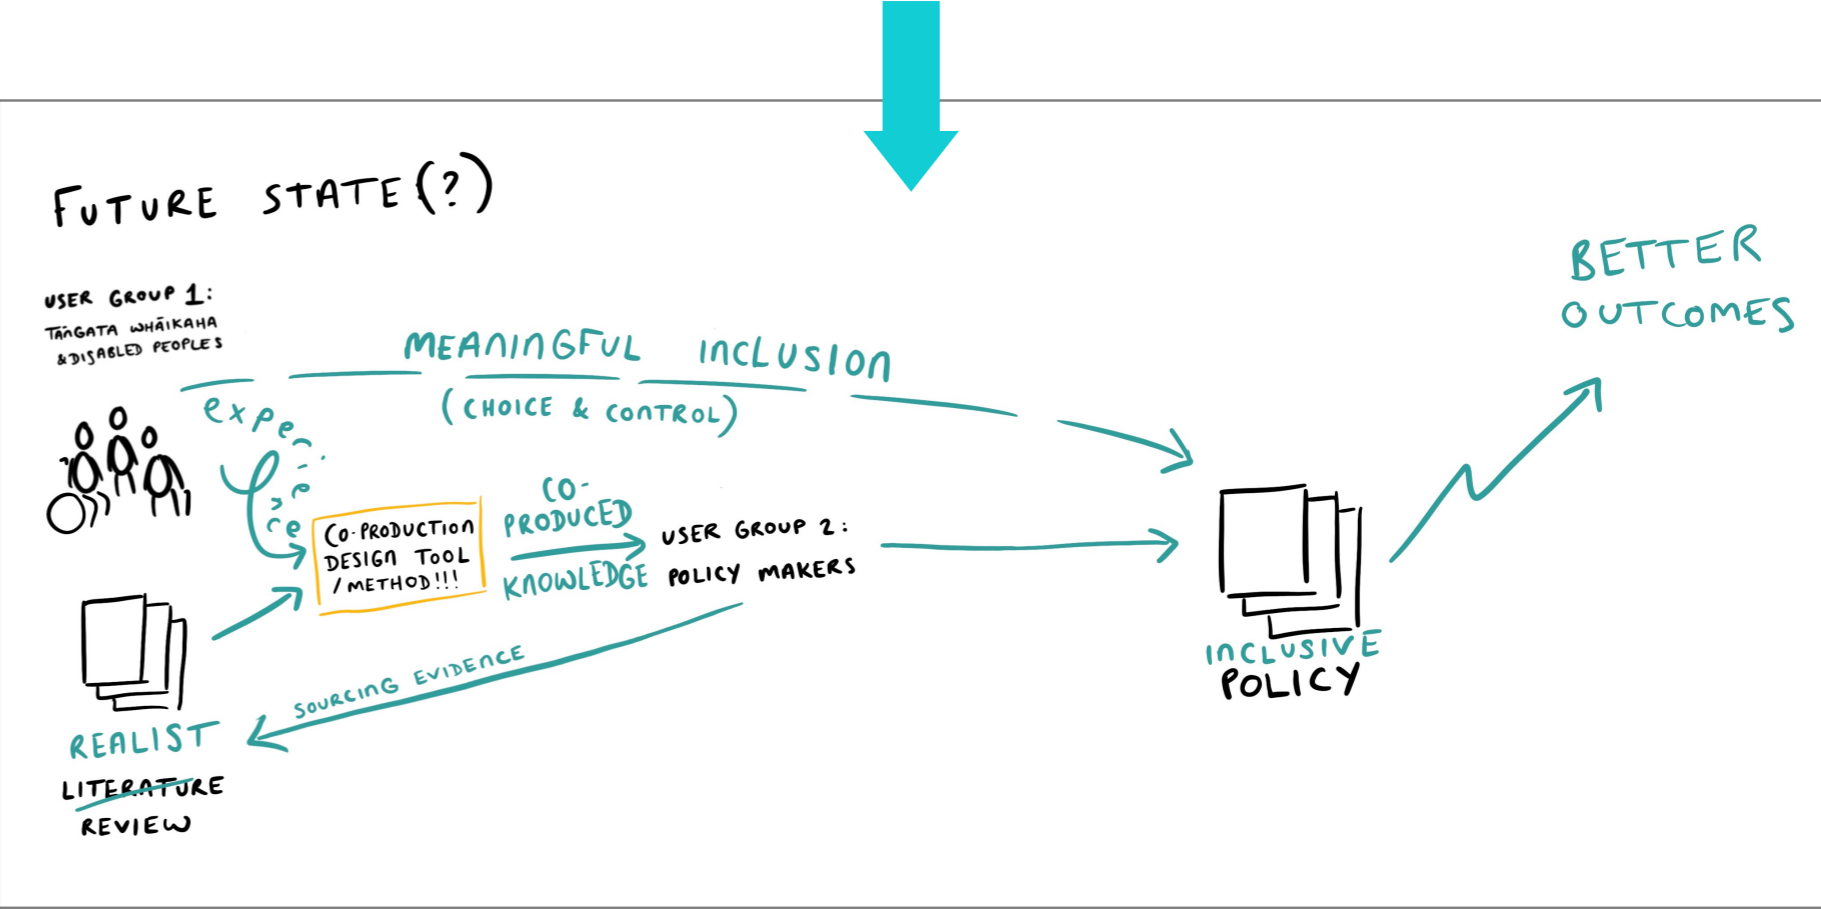 FUTURE STATE (?)
USER GROUP 1:
TĀNGATA WHĀIKAHA
& DISABLED PEOPLES
MEANINGFUL INCLUSION
(CHOICE & CONTROL)
experience
CO-PRODUCTION
DESIGN TOOL
/METHOD!!!
CO-
PRODUCED
KNOWLEDGE
USER GROUP 2:
POLICY MAKERS
SOURCING EVIDENCE
REALIST
LITERATURE
REVIEW
INCLUSIVE
POLICY
BETTER
OUTCOMES